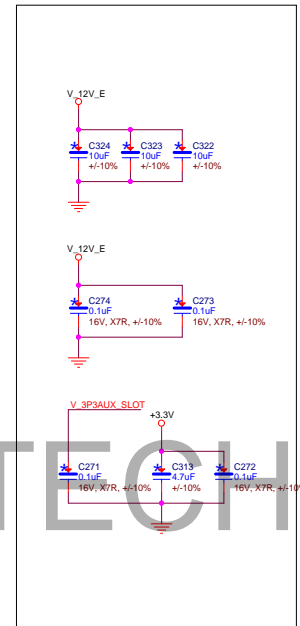 V_12V_E
C324 C323 C322
10uF 10uF 10uF
+/-10% +/-10% +/-10%
V_12V_E
C274 C273
0.1uF 0.1uF
16V, X7R, +/-10% 16V, X7R, +/-10%
V_3P3AUX_SLOT
+3.3V
C271 C313 C272
0.1uF 4.7uF 0.1uF
16V, X7R, +/-10% +/-10% 16V, X7R, +/-10%
TECH